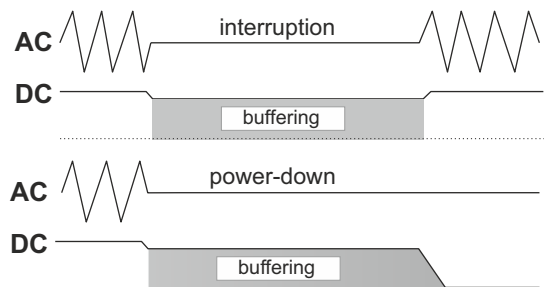 AC interruption
DC
buffering
AC power-down
DC
buffering